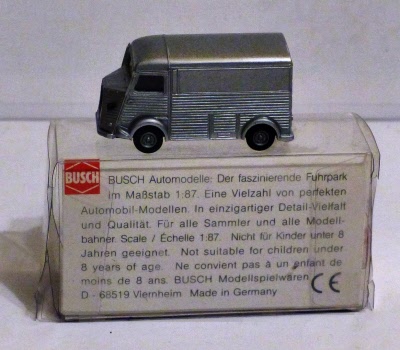 BUSCH
BUSCH Automodelle: Der faszinierende Fuhrpark
im Maßstab 1:87. Eine Vielzahl von perfekten
Automobil-Modellen. In einzigartiger Detail-Vielfalt
und Qualität. Für alle Sammler und alle Modell-
bahner. Scale / Échelle 1:87. Nicht für Kinder unter 8
Jahren geeignet. Not suitable for children under
8 years of age. Ne convient pas à un enfant de
moins de 8 ans. BUSCH Modellspielwaren
D - 68519 Viernheim Made in Germany
CE